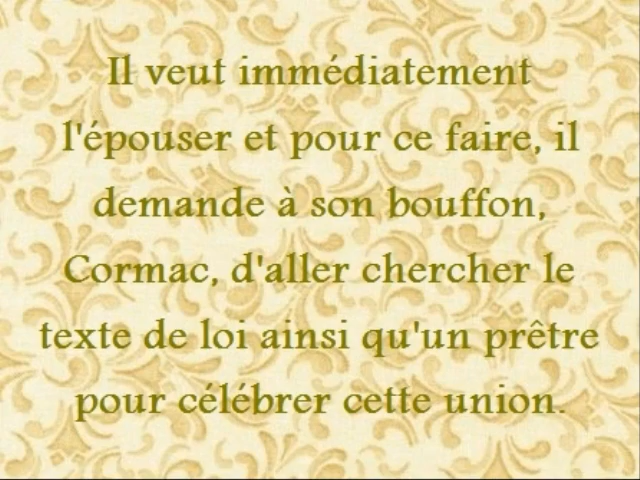 Il veut immédiatement
l'épouser et pour ce faire, il
demande à son bouffon,
Cormac, d'aller chercher le
texte de loi ainsi qu'un prêtre
pour célébrer cette union.